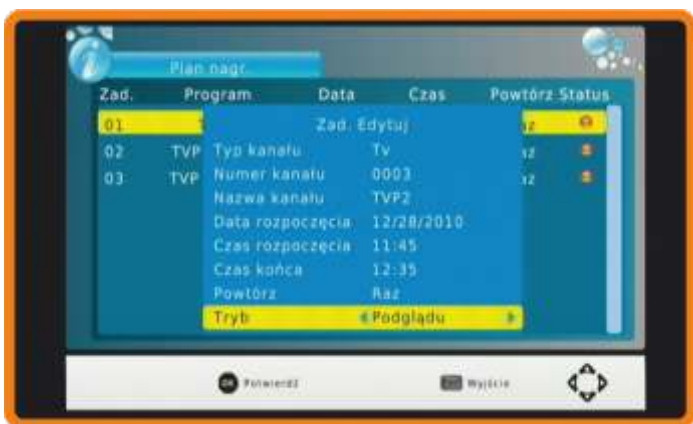 Plan nagr.
Zad. Program Data Czas Powtórz Status
01 Zad. Edytuj
02 TVP Typ kanału Tv
03 TVP Numer kanału 0003
Nazwa kanału TVP2
Data rozpoczęcia 12/28/2010
Czas rozpoczęcia 11:45
Czas końca 12:35
Powtórz Raz
Tryb Podglądu
OK Potwierdź Wyjście